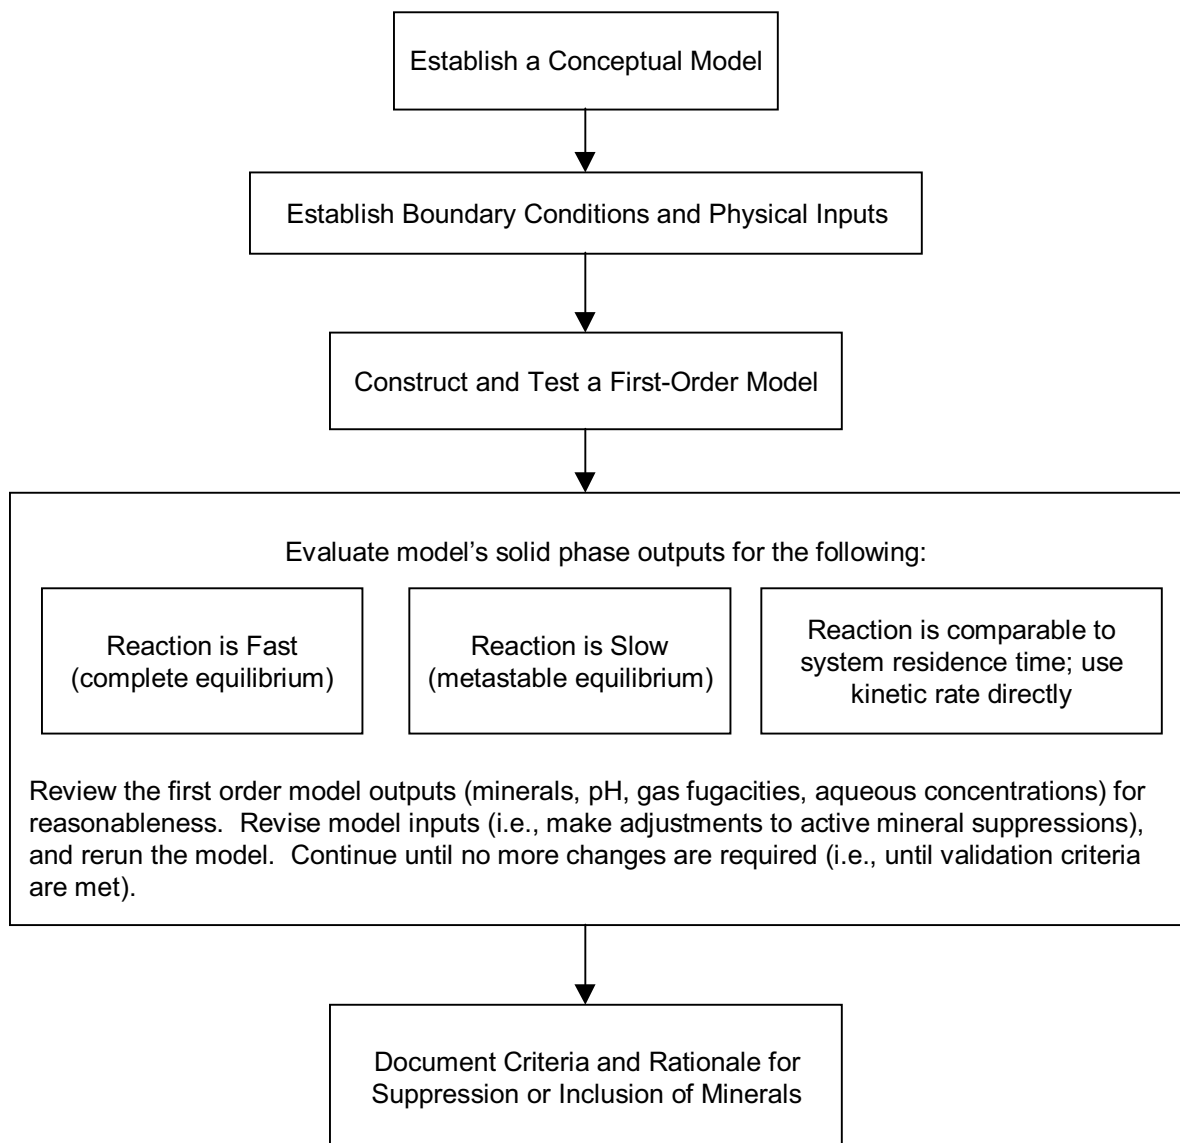 Establish a Conceptual Model
Establish Boundary Conditions and Physical Inputs
Construct and Test a First-Order Model
Evaluate model's solid phase outputs for the following:
Reaction is Fast
(complete equilibrium)
Reaction is Slow
(metastable equilibrium)
Reaction is comparable to
system residence time; use
kinetic rate directly
Review the first order model outputs (minerals, pH, gas fugacities, aqueous concentrations) for
reasonableness.  Revise model inputs (i.e., make adjustments to active mineral suppressions),
and rerun the model.  Continue until no more changes are required (i.e., until validation criteria
are met).
Document Criteria and Rationale for
Suppression or Inclusion of Minerals